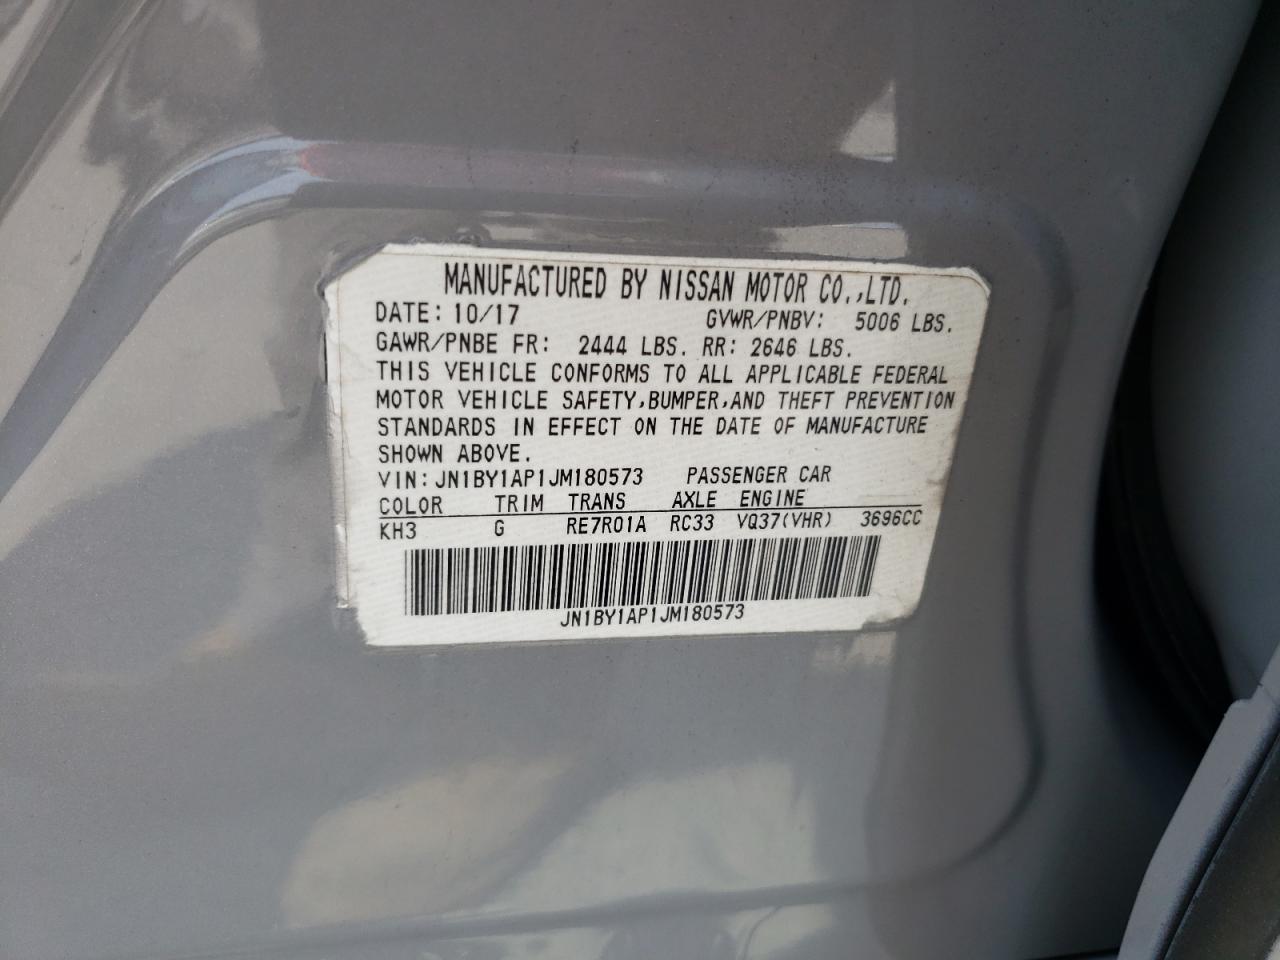 MANUFACTURED BY NISSAN MOTOR CO.,LTD.
DATE: 10/17 GVWR/PNBV: 5006 LBS.
GAWR/PNBE FR: 2444 LBS. RR: 2646 LBS.
THIS VEHICLE CONFORMS TO ALL APPLICABLE FEDERAL
MOTOR VEHICLE SAFETY,BUMPER,AND THEFT PREVENTION
STANDARDS IN EFFECT ON THE DATE OF MANUFACTURE
SHOWN ABOVE.
VIN: JN1BY1AP1JM180573 PASSENGER CAR
COLOR TRIM TRANS AXLE ENGINE
KH3 G RE7R01A RC33 VQ37(VHR) 3696CC
JN1BY1AP1JM180573